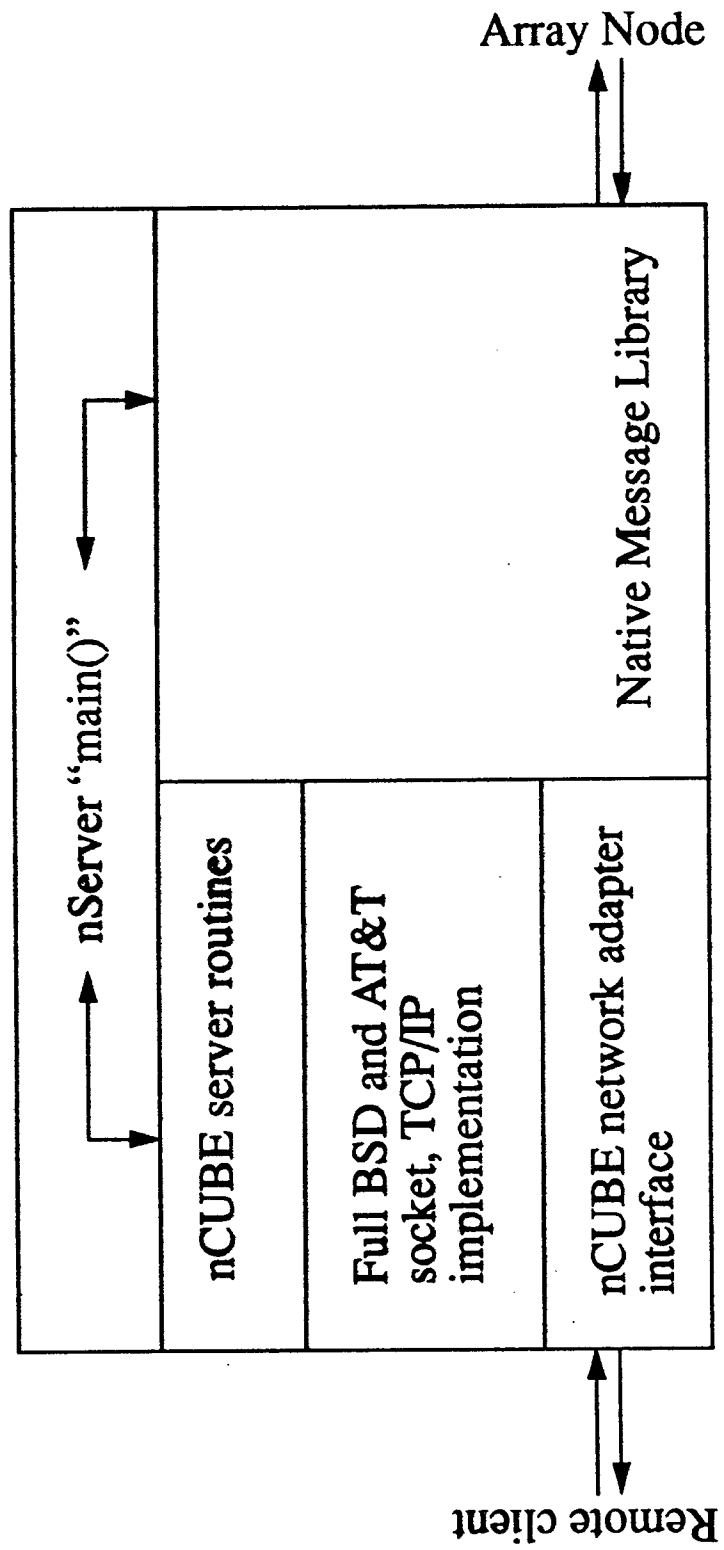 nServer “main()”
nCUBE server routines
Full BSD and AT&T
socket, TCP/IP
implementation
nCUBE network adapter
interface
Native Message Library
Remote client
Array Node